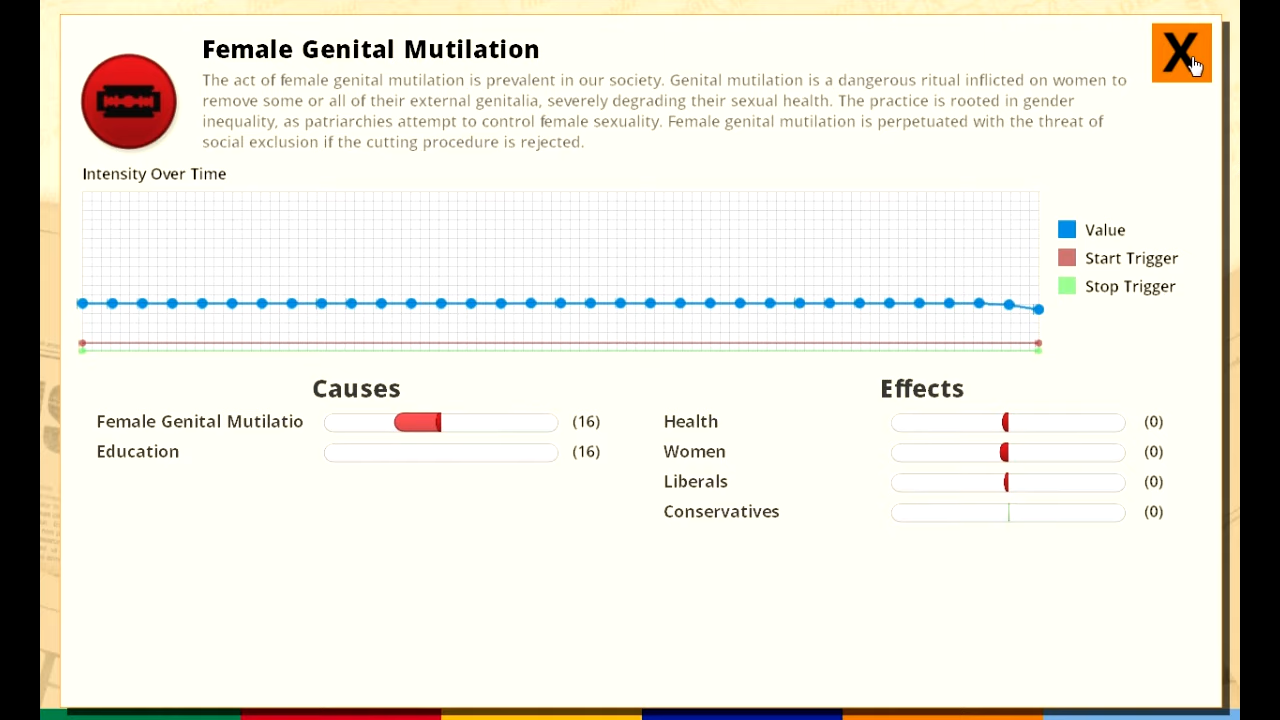 Female Genital Mutilation
X
The act of female genital mutilation is prevalent in our society. Genital mutilation is a dangerous ritual inflicted on women to
remove some or all of their external genitalia, severely degrading their sexual health. The practice is rooted in gender
inequality, as patriarchies attempt to control female sexuality. Female genital mutilation is perpetuated with the threat of
social exclusion if the cutting procedure is rejected.
Intensity Over Time
Value
Start Trigger
Stop Trigger
Causes
Female Genital Mutilatio (16)
Education (16)
Effects
Health (0)
Women (0)
Liberals (0)
Conservatives (0)